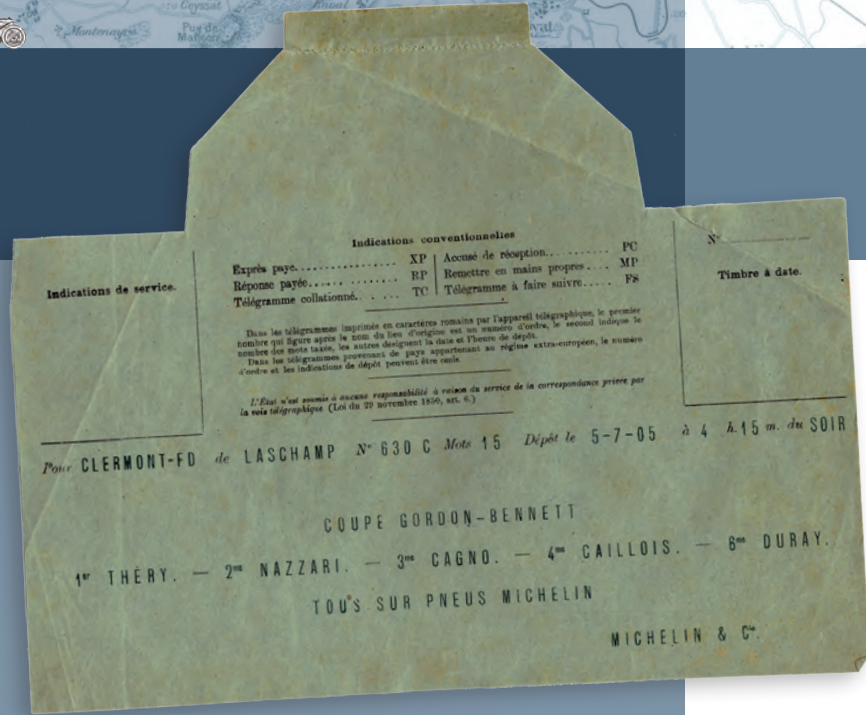 Geyssat
Montenayres
Puy de
Indications conventionnelles
Exprès payé................ XP
Réponse payée............ RP
Télégramme collationné........ TC
Accusé de réception........... PC
Remettre en mains propres.... MP
Télégramme à faire suivre..... FS
Indications de service.
N°
Timbre à date.
Dans les télégrammes imprimés en caractères romains par l'appareil télégraphique, le premier
nombre qui figure après le nom du lieu d'origine est un numéro d'ordre, le second indique le
nombre des mots taxés, les autres désignent la date et l'heure de dépôt.
Dans les télégrammes provenant de pays appartenant au régime extra-européen, le numéro
d'ordre et les indications de dépôt peuvent être omis.
L'État n'est soumis à aucune responsabilité à raison du service de la correspondance privée par
la voie télégraphique (Loi du 29 novembre 1850, art. 6.)
Pour CLERMONT-FD de LASCHAMP N° 630 C Mots 15 Dépôt le 5-7-05 à 4 h. 15 m. du SOIR
COUPE GORDON-BENNETT
1er THÉRY. — 2me NAZZARI. — 3me CAGNO. — 4me CAILLOIS. — 6me DURAY.
TOUS SUR PNEUS MICHELIN
MICHELIN & Cie.